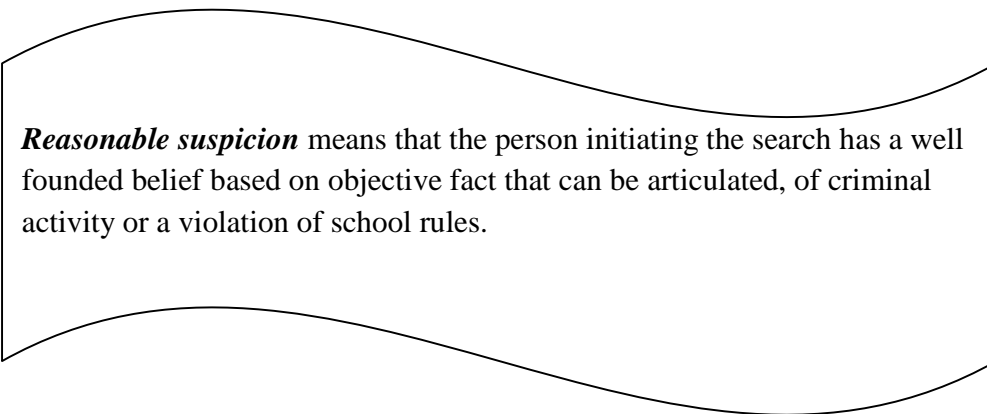 Reasonable suspicion means that the person initiating the search has a well
founded belief based on objective fact that can be articulated, of criminal
activity or a violation of school rules.